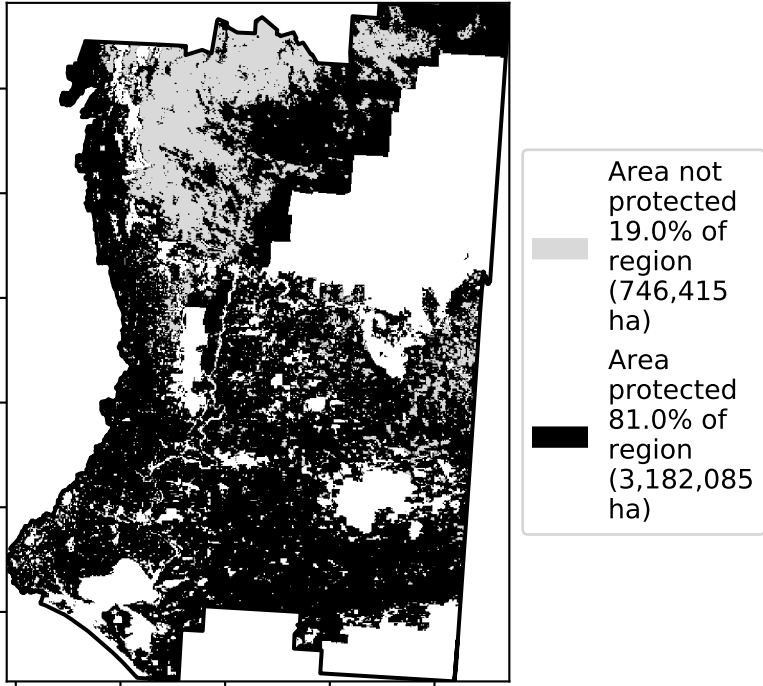 Area not
protected
19.0% of
region
(746,415
ha)
Area
protected
81.0% of
region
(3,182,085
ha)